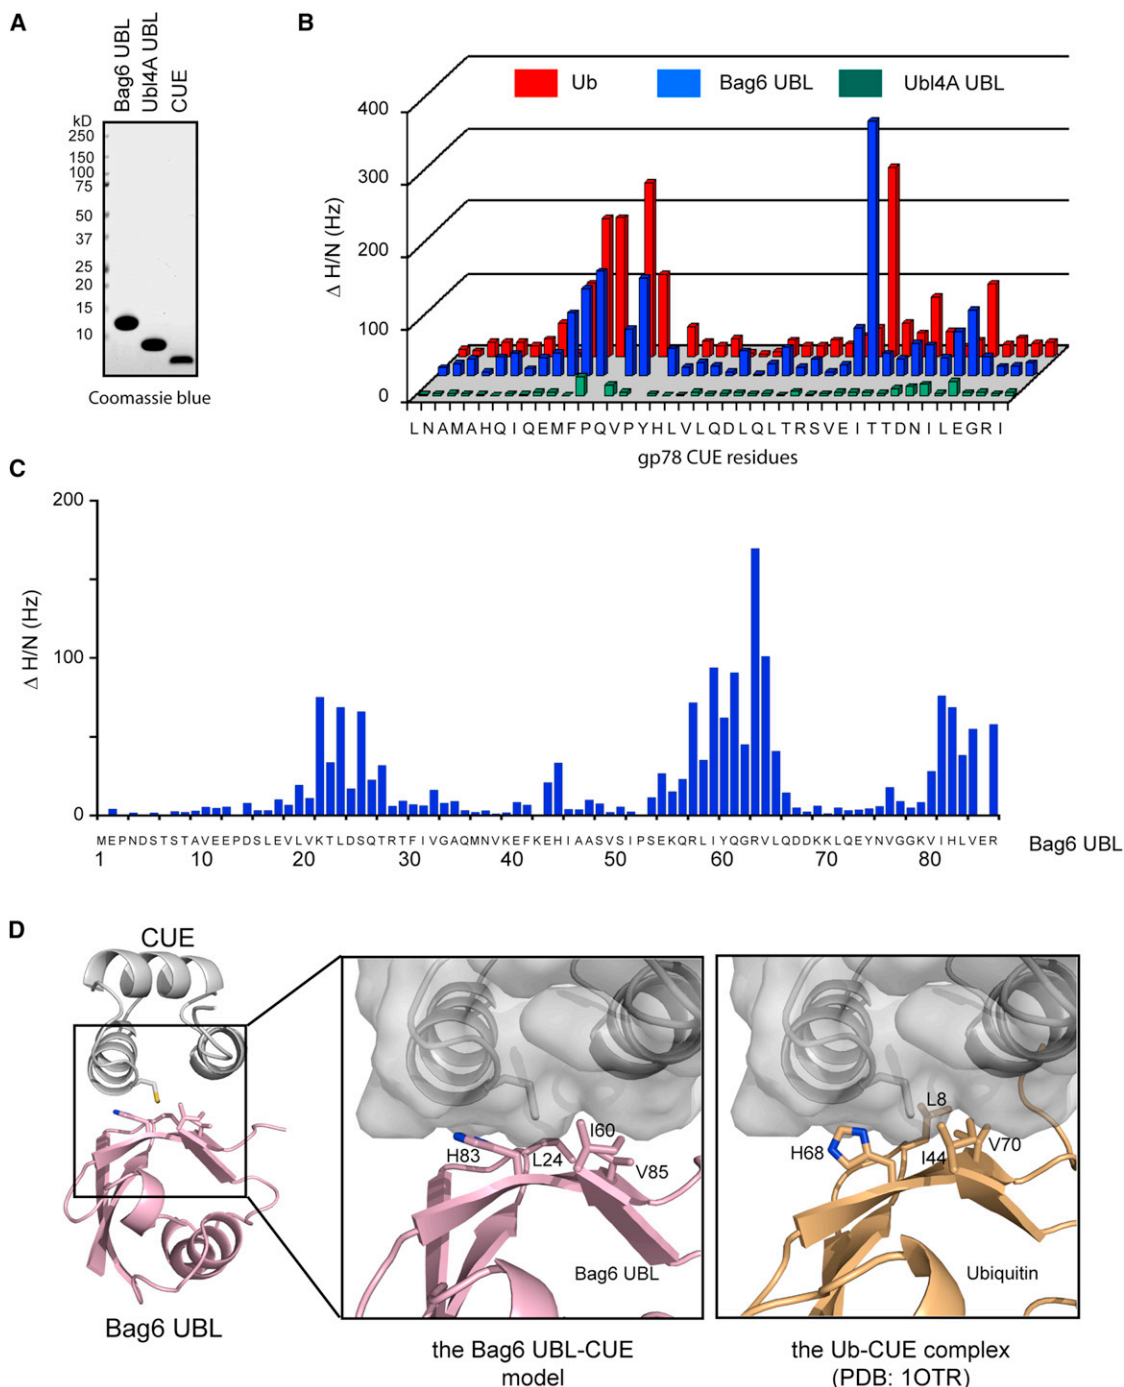 A
Bag6 UBL
Ubl4A UBL
CUE
kD
250
150
100
75
50
37
25
20
15
10
Coomassie blue
B
Ub
Bag6 UBL
Ubl4A UBL
400
300
200
100
0
Δ H/N (Hz)
L N A M A H Q I Q E M F P Q V P Y H L V L Q D L Q L T R S V E I T T D N I L E G R I
gp78 CUE residues
C
200
100
0
Δ H/N (Hz)
MEPNDSTSTAVEEPDSLEVLVKTLDSQTRTFIVGAQMNVKEFKEHIAASVSIPSEKQRLIYQGRVLQDDKKLQEYNVGGKVIHLVER
1 10 20 30 40 50 60 70 80
Bag6 UBL
D
CUE
Bag6 UBL
H83
L24
I60
V85
Bag6 UBL
the Bag6 UBL-CUE
model
H68
L8
I44
V70
Ubiquitin
the Ub-CUE complex
(PDB: 1OTR)